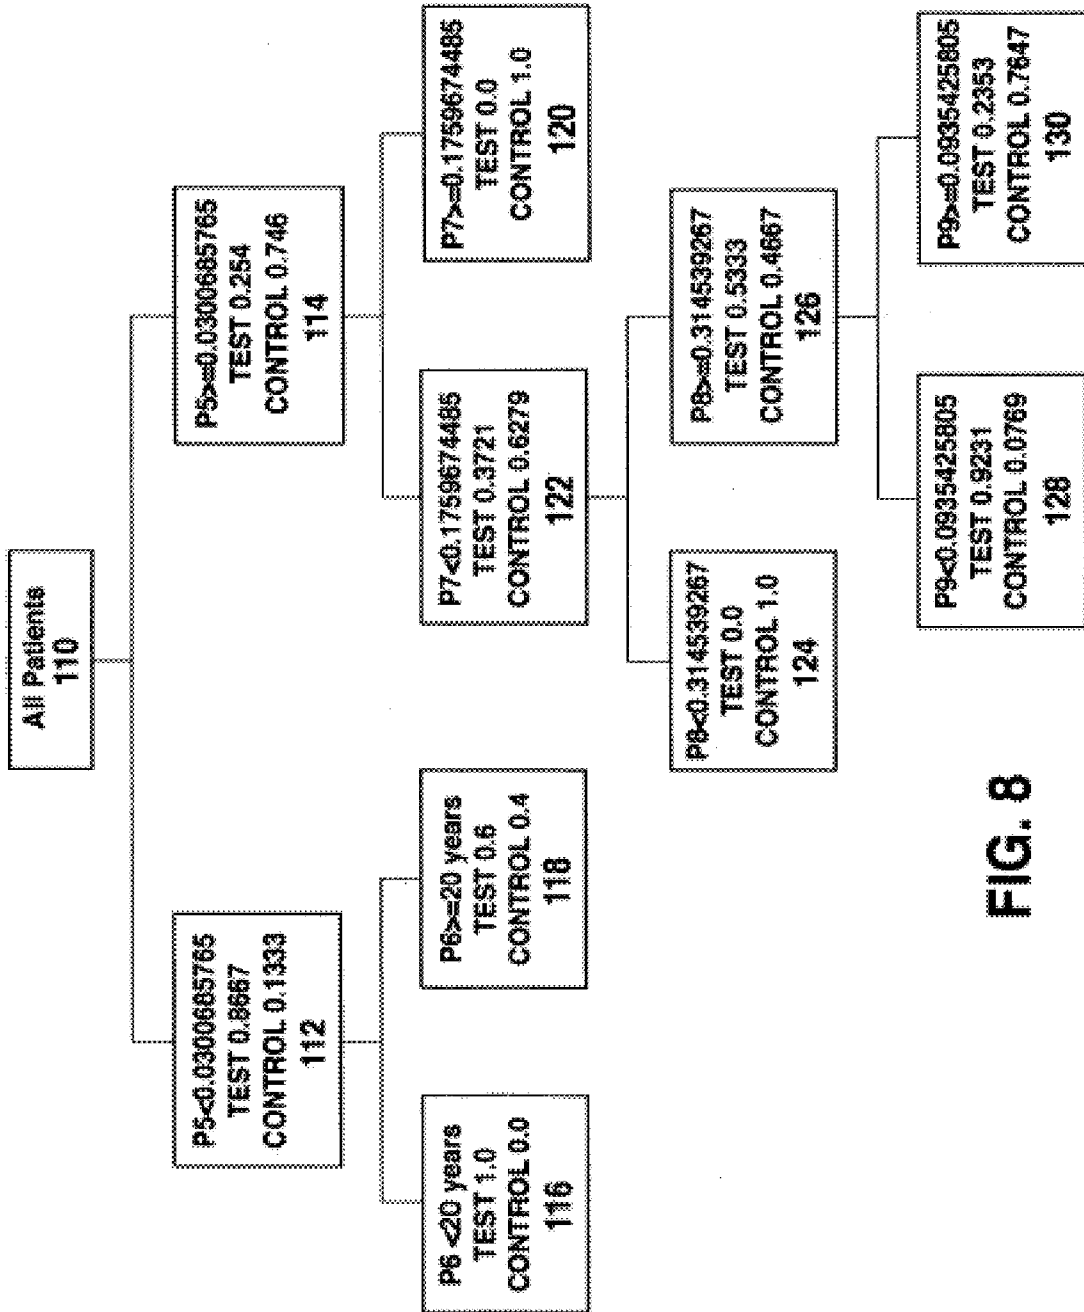 All Patients
110
P5<0.0300685765
TEST 0.8667
CONTROL 0.1333
112
P5>=0.0300685765
TEST 0.254
CONTROL 0.746
114
P6 <20 years
TEST 1.0
CONTROL 0.0
116
P6>=20 years
TEST 0.6
CONTROL 0.4
118
P7<0.1759674485
TEST 0.3721
CONTROL 0.6279
122
P7>=0.1759674485
TEST 0.0
CONTROL 1.0
120
P8<0.314539267
TEST 0.0
CONTROL 1.0
124
P8>=0.314539267
TEST 0.5333
CONTROL 0.4667
126
P9<0.0935425805
TEST 0.9231
CONTROL 0.0769
128
P9>=0.0935425805
TEST 0.2353
CONTROL 0.7647
130
FIG. 8